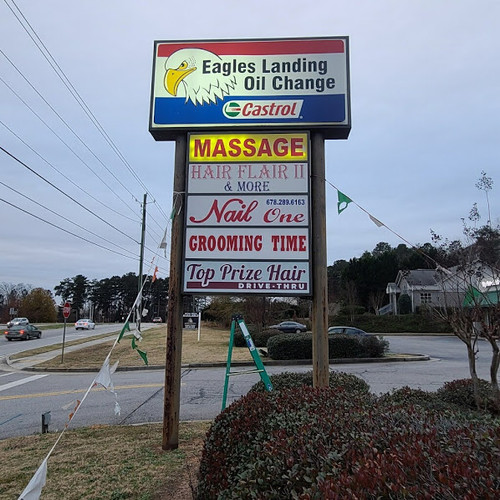 Eagles Landing
Oil Change
Castrol
MASSAGE
HAIR FLAIR II
& MORE
678.289.6163
Nail One
GROOMING TIME
Top Prize Hair
DRIVE-THRU